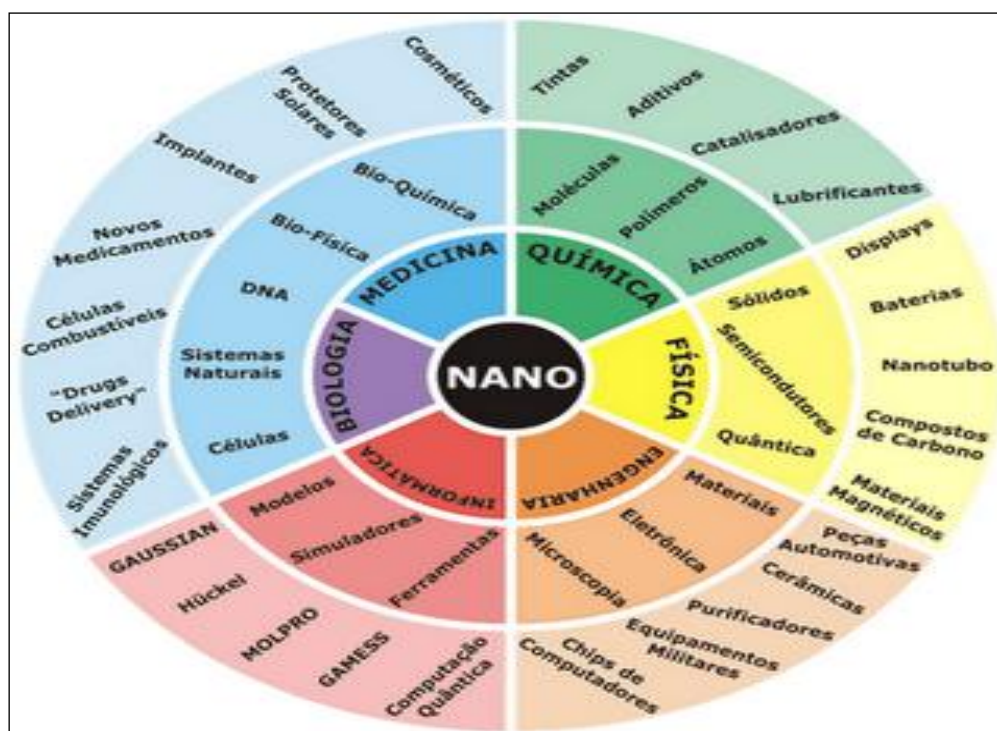 NANO
MEDICINA
QUÍMICA
FÍSICA
ENGENHARIA
INFORMÁTICA
BIOLOGIA
Bio-Química
Bio-Física
DNA
Sistemas
Naturais
Células
Moléculas
Polímeros
Átomos
Sólidos
Semicondutores
Quântica
Materiais
Eletrônica
Microscopia
Ferramentas
Simuladores
Modelos
Cosméticos
Protetores
Solares
Implantes
Novos
Medicamentos
Células
Combustíveis
“Drugs
Delivery”
Sistemas
Imunológicos
Tintas
Aditivos
Catalisadores
Lubrificantes
Displays
Baterias
Nanotubo
Compostos
de Carbono
Materiais
Magnéticos
Peças
Automotivas
Cerâmicas
Purificadores
Equipamentos
Militares
Chips de
Computadores
Computação
Quântica
GAMESS
MOLPRO
Hückel
GAUSSIAN